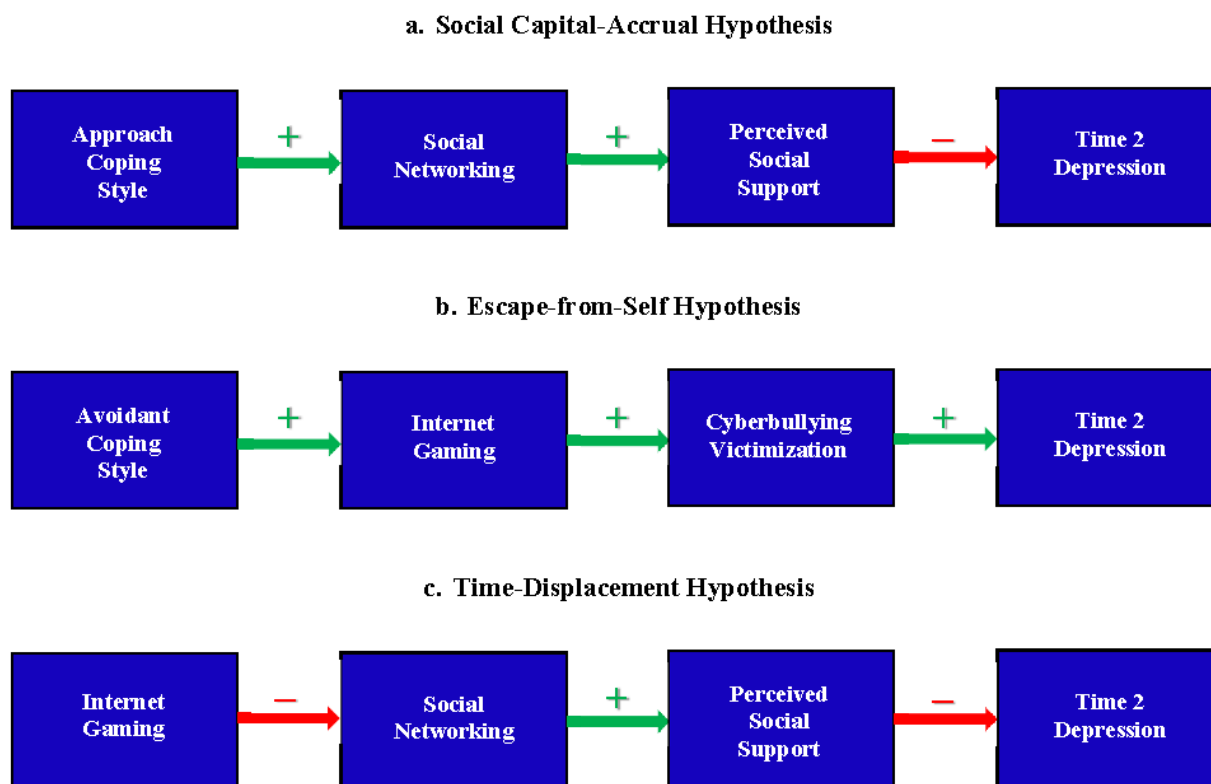 a. Social Capital-Accrual Hypothesis
Approach
Coping
Style
+
Social
Networking
+
Perceived
Social
Support
−
Time 2
Depression
b. Escape-from-Self Hypothesis
Avoidant
Coping
Style
+
Internet
Gaming
+
Cyberbullying
Victimization
+
Time 2
Depression
c. Time-Displacement Hypothesis
Internet
Gaming
−
Social
Networking
+
Perceived
Social
Support
−
Time 2
Depression